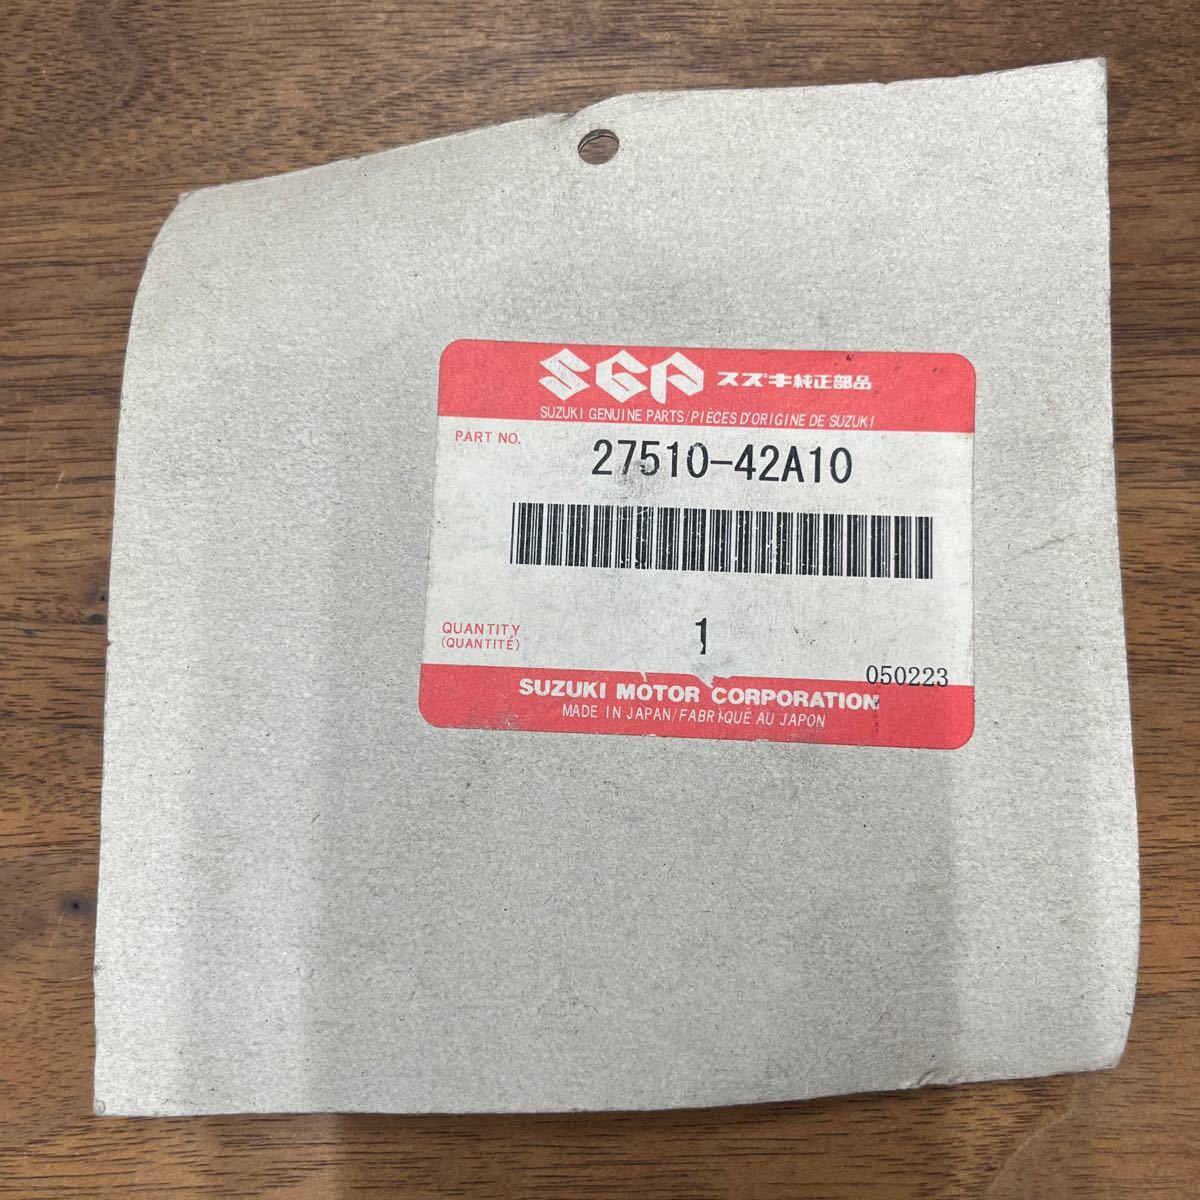 SGP スズキ純正部品
SUZUKI GENUINE PARTS/PIÈCES D'ORIGINE DE SUZUKI
PART NO. 27510-42A10
QUANTITY 1
(QUANTITÉ)
050223
SUZUKI MOTOR CORPORATION
MADE IN JAPAN/FABRIQUÉ AU JAPON